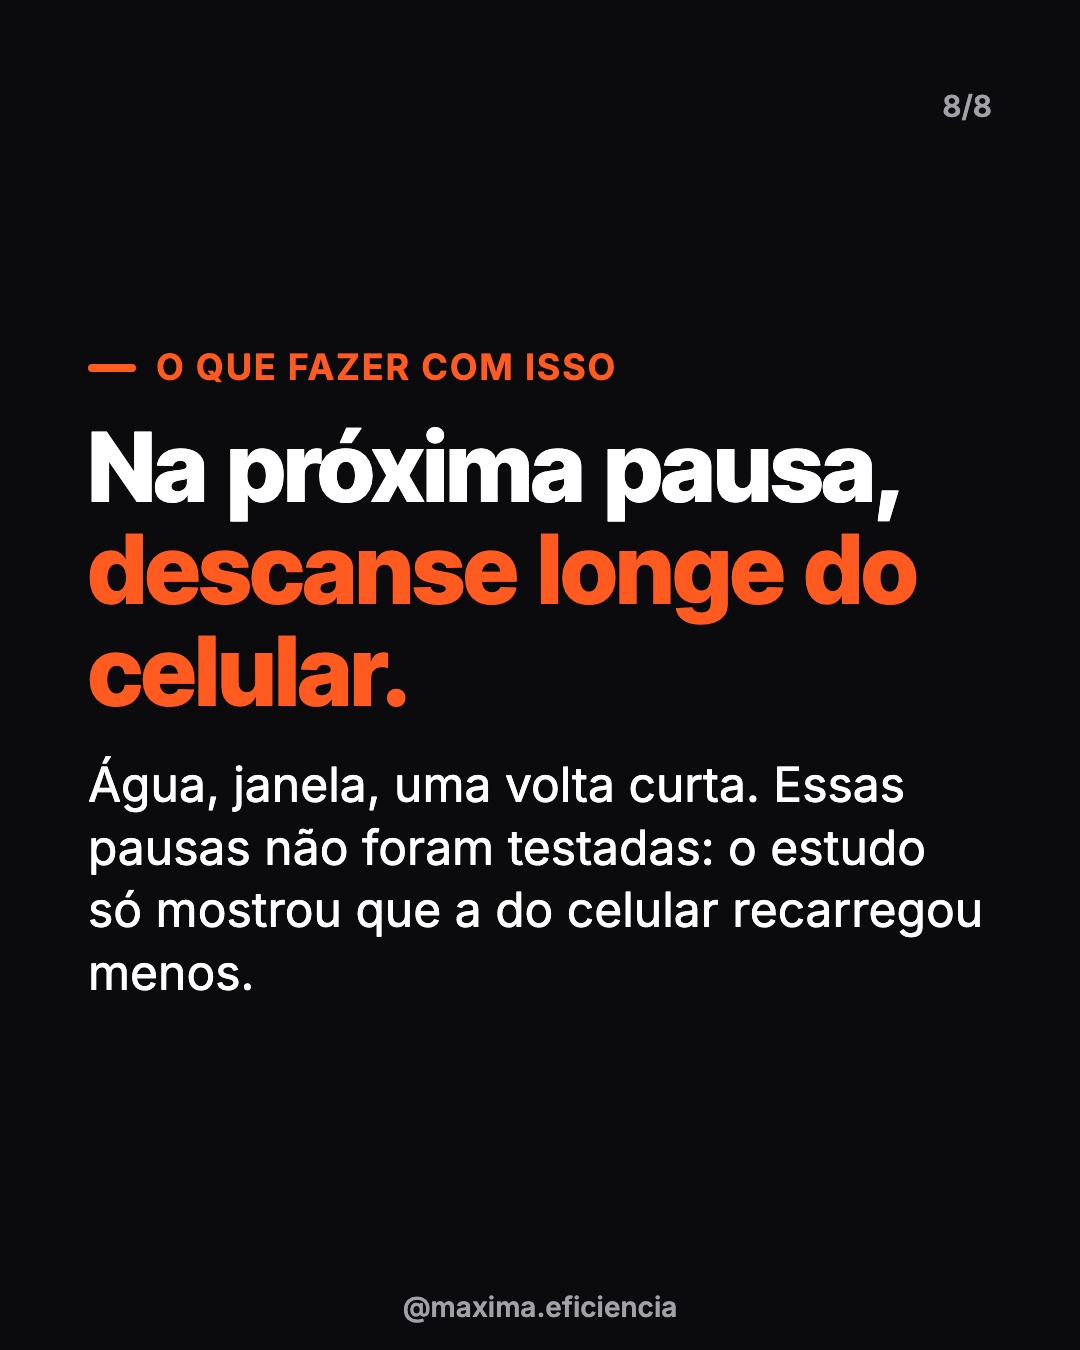 8/8
O QUE FAZER COM ISSO
Na próxima pausa,
descanse longe do
celular.
Água, janela, uma volta curta. Essas
pausas não foram testadas: o estudo
só mostrou que a do celular recarregou
menos.
@maxima.eficiencia